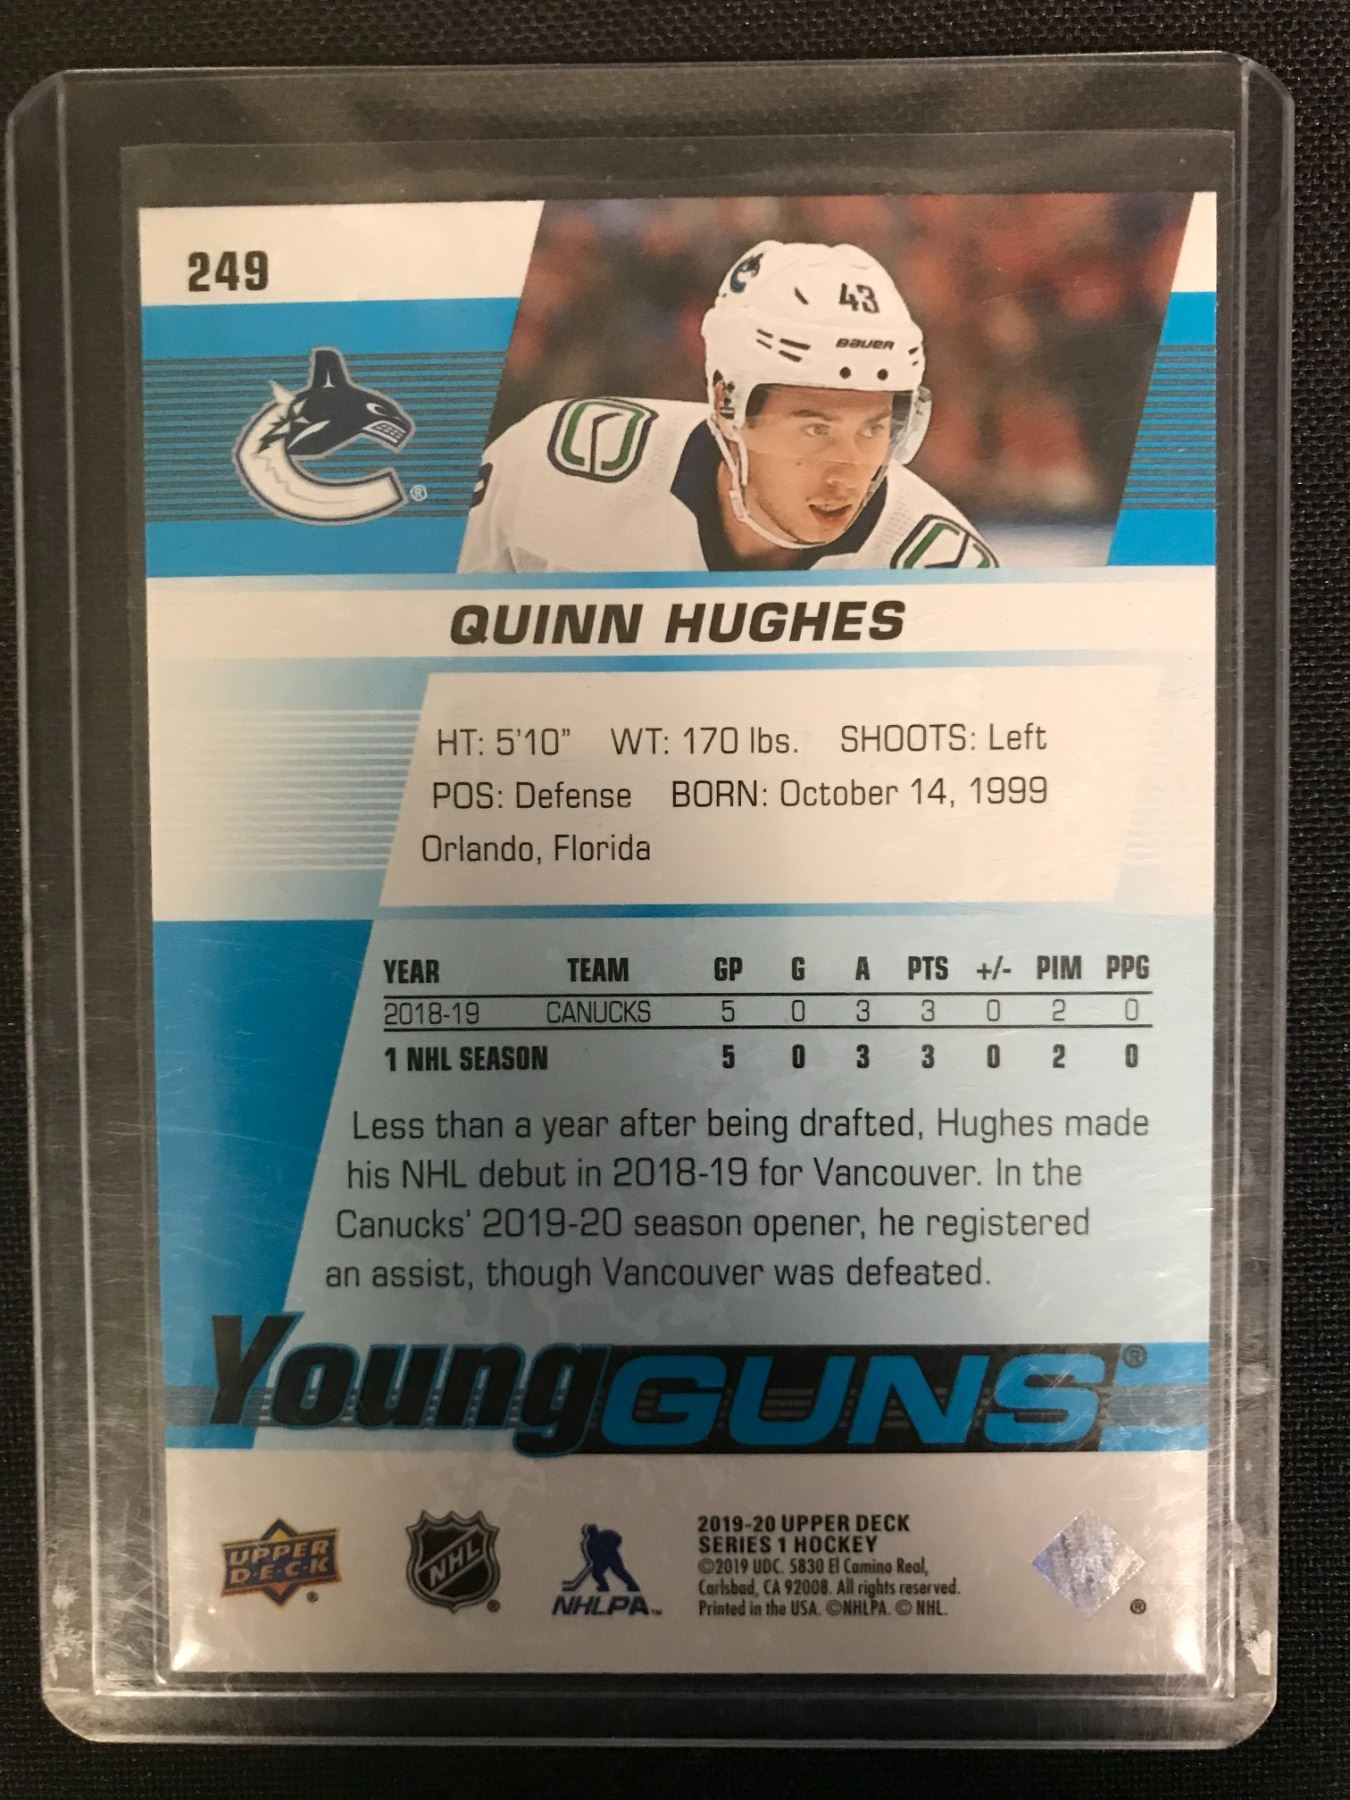 249
43
BAUER
®
QUINN HUGHES
HT: 5'10" WT: 170 lbs. SHOOTS: Left
POS: Defense BORN: October 14, 1999
Orlando, Florida
YEAR TEAM GP G A PTS +/- PIM PPG
2018-19 CANUCKS 5 0 3 3 0 2 0
1 NHL SEASON 5 0 3 3 0 2 0
Less than a year after being drafted, Hughes made
his NHL debut in 2018-19 for Vancouver. In the
Canucks' 2019-20 season opener, he registered
an assist, though Vancouver was defeated.
Young GUNS®
UPPER
D·E·C·K
®
NHL
®
NHLPA™
2019-20 UPPER DECK
SERIES 1 HOCKEY
©2019 UDC. 5830 El Camino Real,
Carlsbad, CA 92008. All rights reserved.
Printed in the USA. ©NHLPA. © NHL.
®